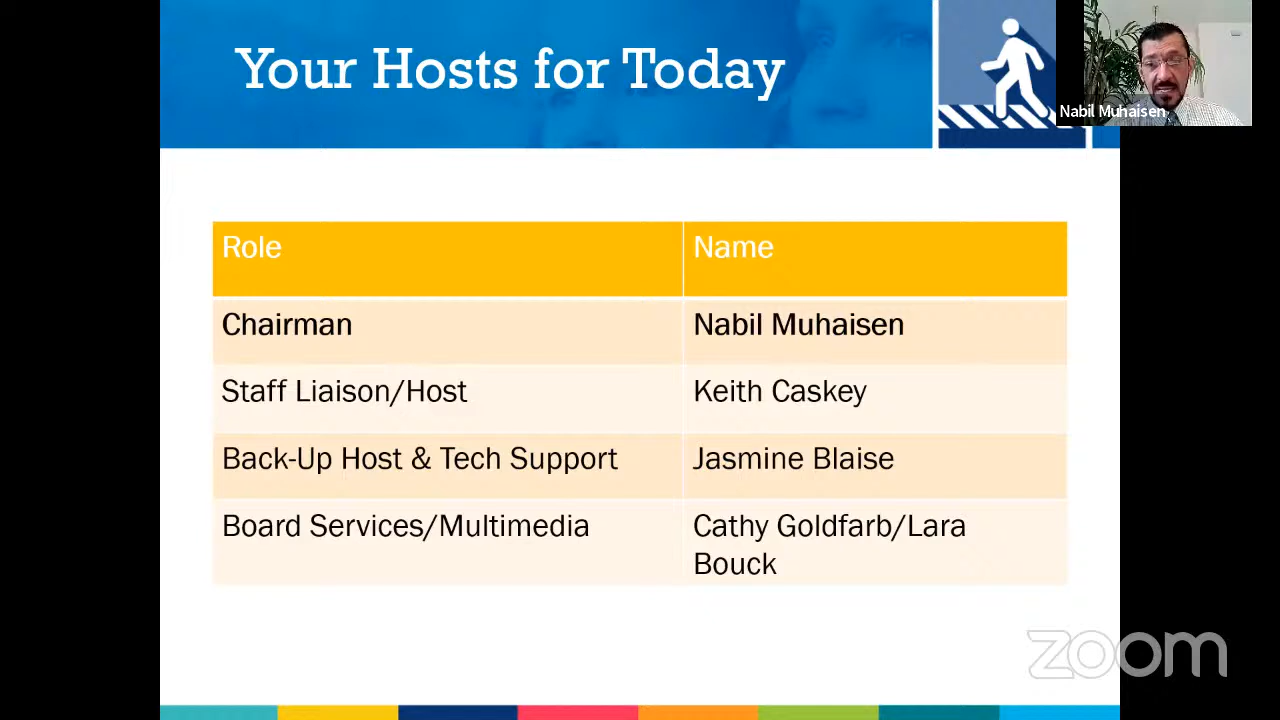 Your Hosts for Today
Nabil Muhaisen
Role Name
Chairman Nabil Muhaisen
Staff Liaison/Host Keith Caskey
Back-Up Host & Tech Support Jasmine Blaise
Board Services/Multimedia Cathy Goldfarb/Lara
Bouck
zoom